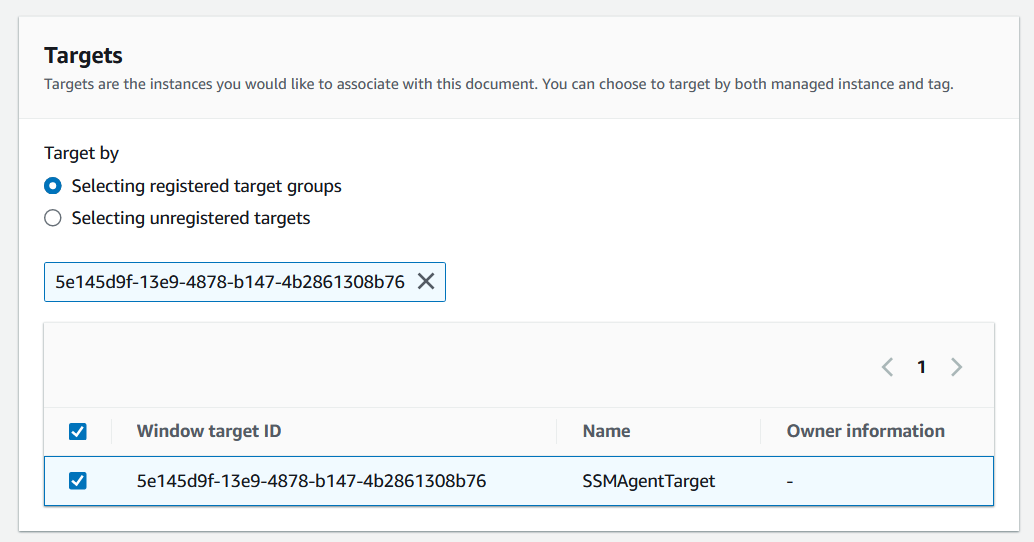 Targets
Targets are the instances you would like to associate with this document. You can choose to target by both managed instance and tag.
Target by
Selecting registered target groups
Selecting unregistered targets
5e145d9f-13e9-4878-b147-4b2861308b76
1
Window target ID Name Owner information
5e145d9f-13e9-4878-b147-4b2861308b76 SSMAgentTarget -